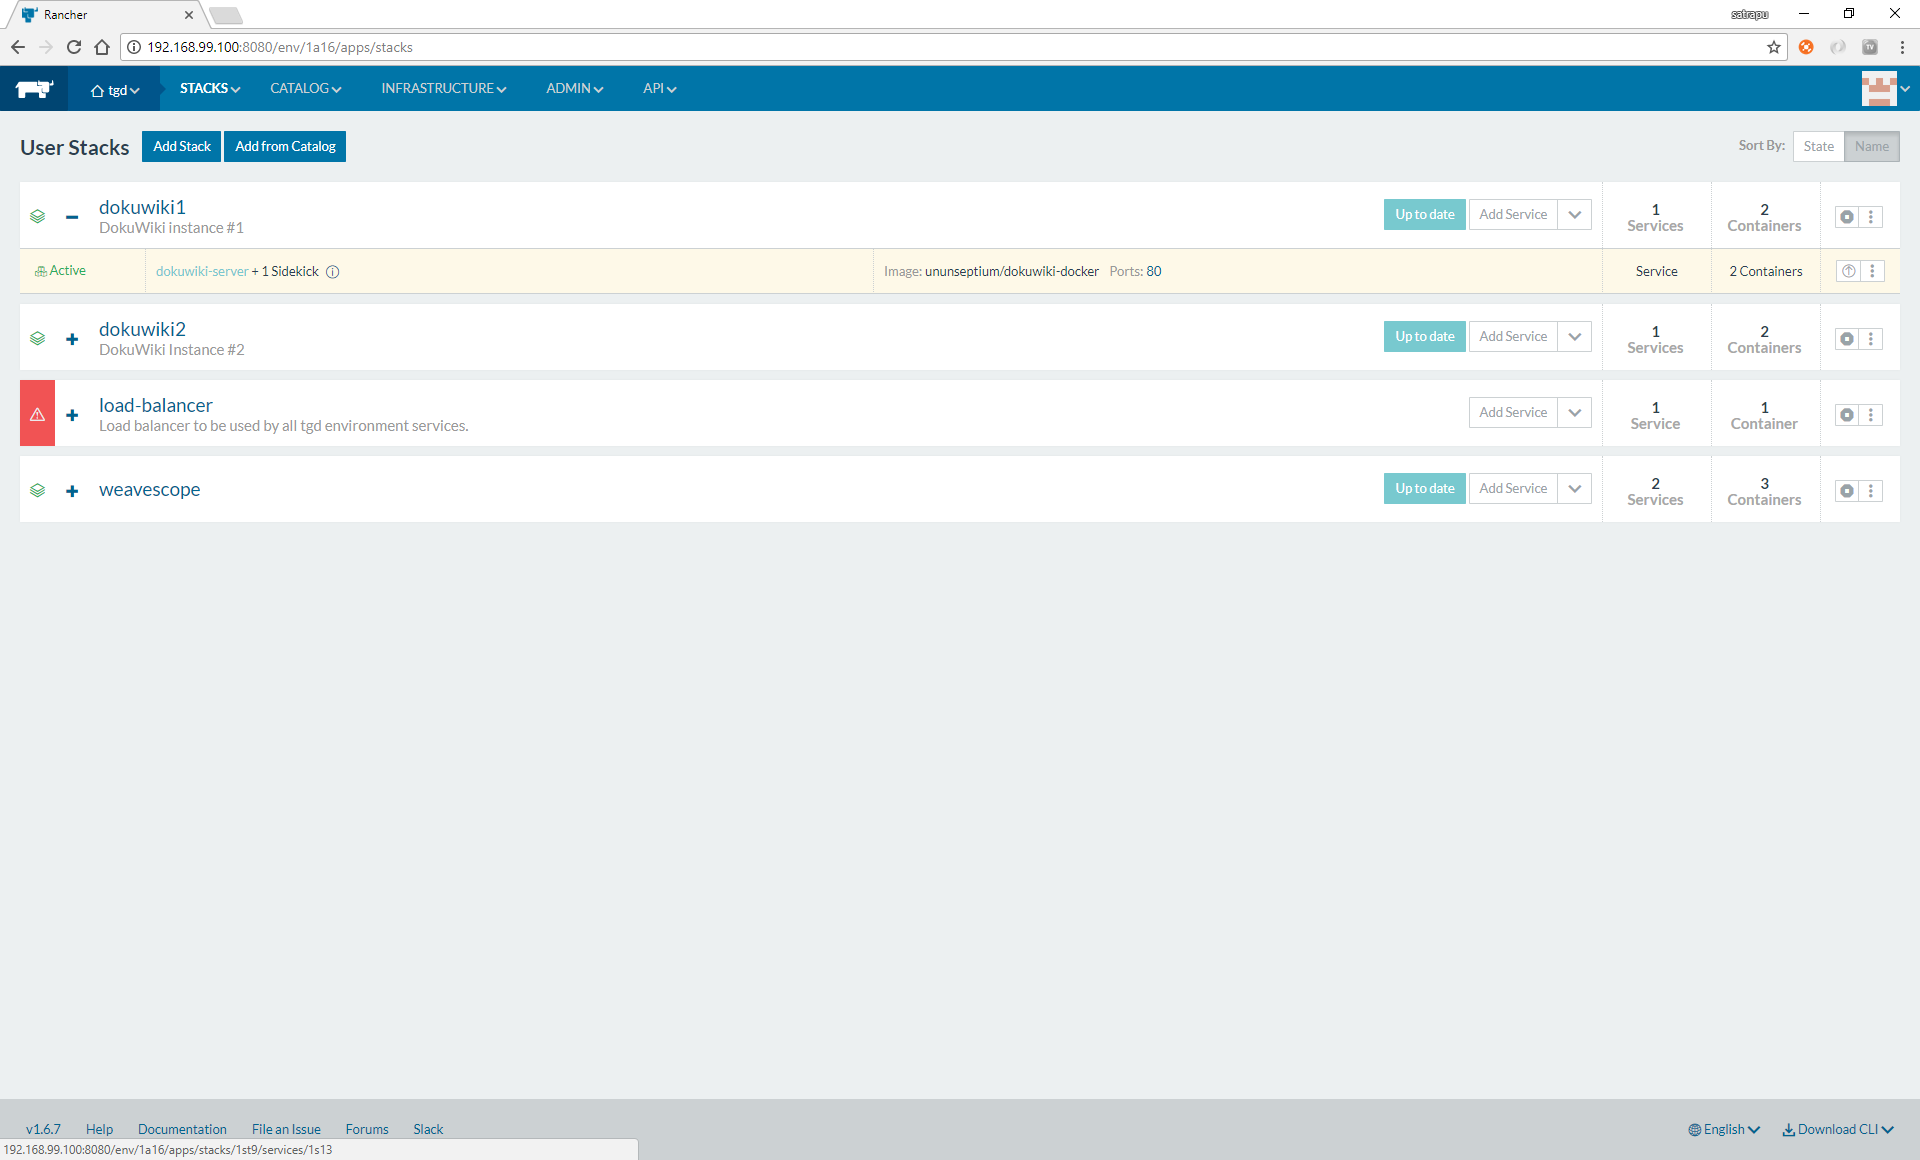 Rancher
satrapu
192.168.99.100:8080/env/1a16/apps/stacks
tgd STACKS CATALOG INFRASTRUCTURE ADMIN API
User Stacks Add Stack Add from Catalog Sort By: State Name
dokuwiki1
DokuWiki instance #1
Up to date Add Service 1 Services 2 Containers
Active dokuwiki-server + 1 Sidekick Image: ununseptium/dokuwiki-docker Ports: 80 Service 2 Containers
dokuwiki2
DokuWiki Instance #2
Up to date Add Service 1 Services 2 Containers
load-balancer
Load balancer to be used by all tgd environment services.
Add Service 1 Service 1 Container
weavescope
Up to date Add Service 2 Services 3 Containers
v1.6.7 Help Documentation File an Issue Forums Slack English Download CLI
192.168.99.100:8080/env/1a16/apps/stacks/1st9/services/1s13